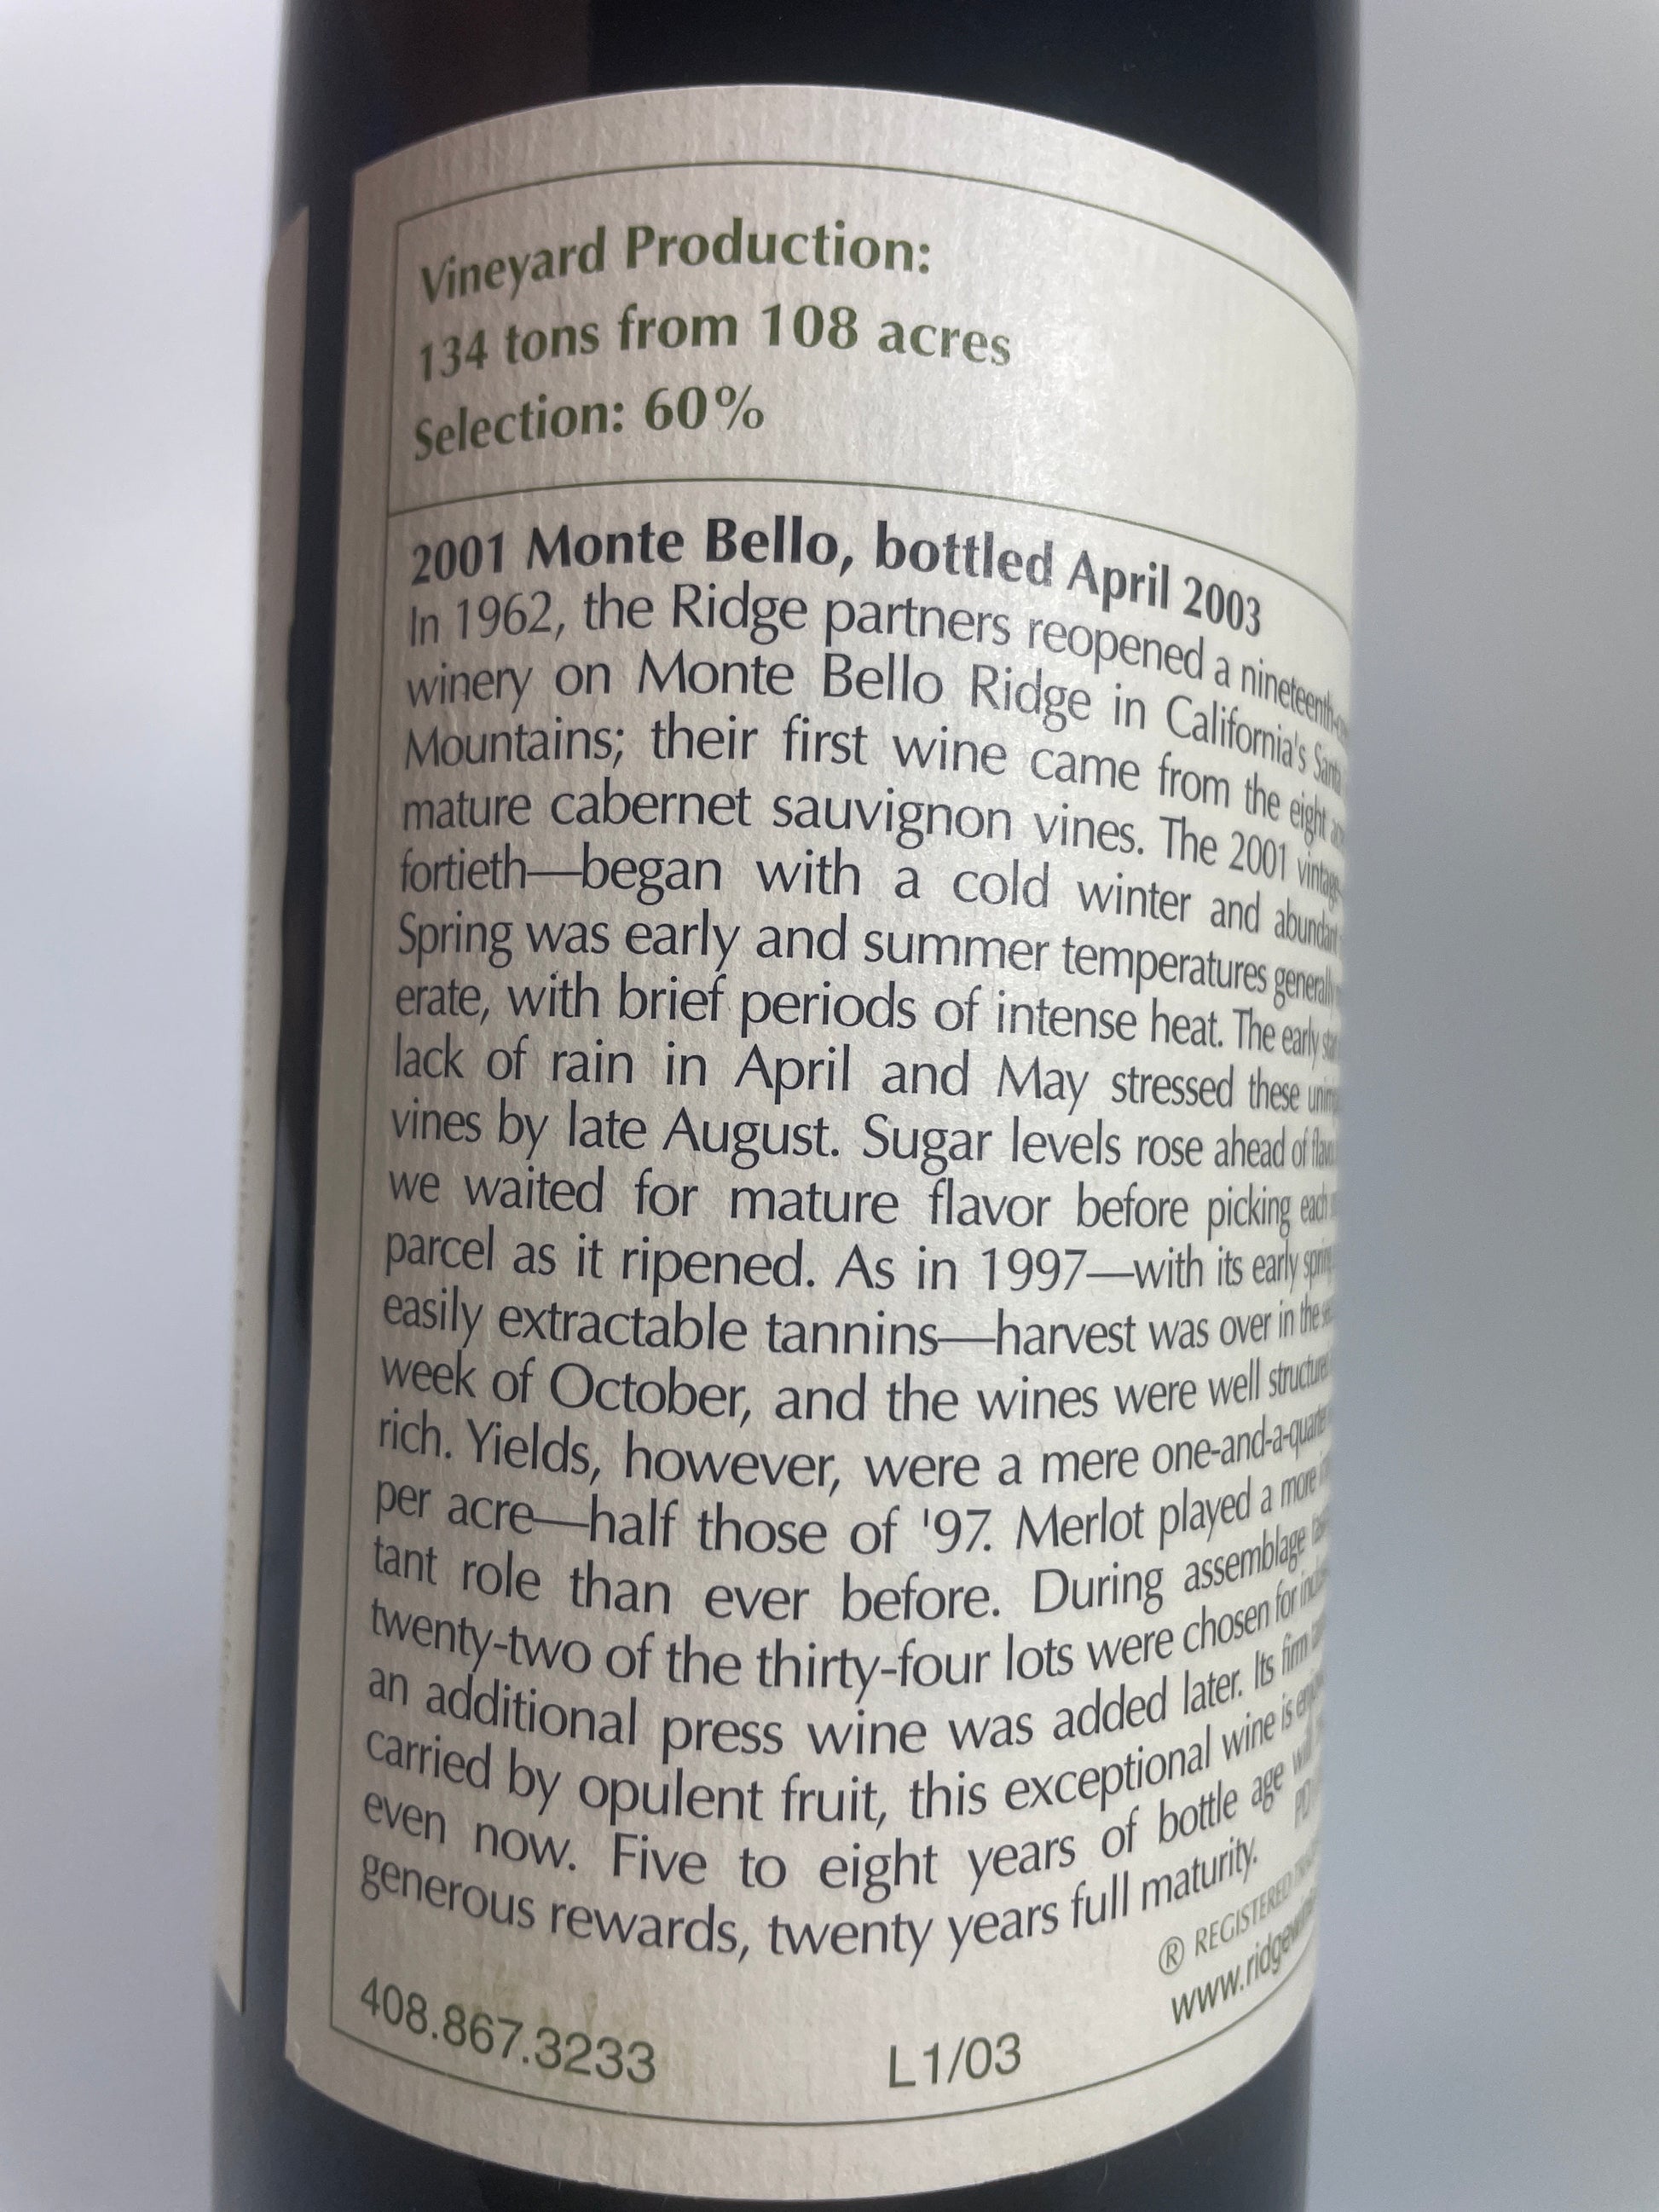 Vineyard Production:
134 tons from 108 acres
Selection: 60%
2001 Monte Bello, bottled April 2003
In 1962, the Ridge partners reopened a
winery on Monte Bello Ridge in California's Santa
Mountains; their first wine came from the eight
mature cabernet sauvignon vines. The 2001
fortieth—began with a cold winter and abundant
Spring was early and summer temperatures generally
erate, with brief periods of intense heat. The early
lack of rain in April and May stressed these
vines by late August. Sugar levels rose ahead of
we waited for mature flavor before picking each
parcel as it ripened. As in 1997—with its early
easily extractable tannins—harvest was over in the
week of October, and the wines were well
rich. Yields, however, were a mere one-and-a-quarter
per acre—half those of '97. Merlot played a more
tant role than ever before. During assemblage
twenty-two of the thirty-four lots were chosen for
an additional press wine was added later. Its firm
carried by opulent fruit, this exceptional wine is
even now. Five to eight years of bottle age will
generous rewards, twenty years full maturity.
® REGISTERED
408.867.3233 L1/03